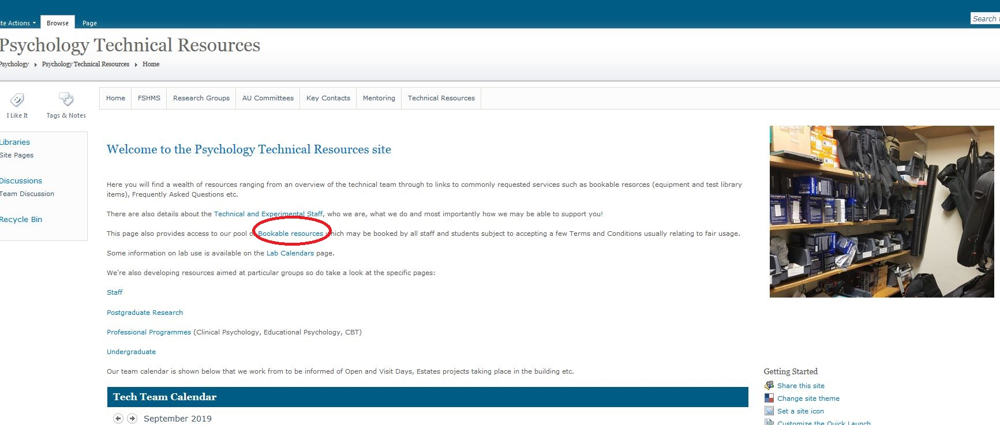 te Actions
Browse
Page
Search
Psychology Technical Resources
Psychology
Psychology Technical Resources
Home
I Like It
Tags & Notes
Home
FSHMS
Research Groups
AU Committees
Key Contacts
Mentoring
Technical Resources
Libraries
Site Pages
Discussions
Team Discussion
Recycle Bin
Welcome to the Psychology Technical Resources site
Here you will find a wealth of resources ranging from an overview of the technical team through to links to commonly requested services such as bookable resorces (equipment and test library
items), Frequently Asked Questions etc.
There are also details about the Technical and Experimental Staff, who we are, what we do and most importantly how we may be able to support you!
This page also provides access to our pool o Bookable resources which may be booked by all staff and students subject to accepting a few Terms and Conditions usually relating to fair usage.
Some information on lab use is available on the Lab Calendars page.
We're also developing resources aimed at particular groups so do take a look at the specific pages:
Staff
Postgraduate Research
Professional Programmes (Clinical Psychology, Educational Psychology, CBT)
Undergraduate
Our team calendar is shown below that we work from to be informed of Open and Visit Days, Estates projects taking place in the building etc.
Tech Team Calendar
September 2019
OLYMPUS
OLYMPUS
OLYMPUS
Getting Started
Share this site
Change site theme
Set a site icon
Customize the Quick Launch